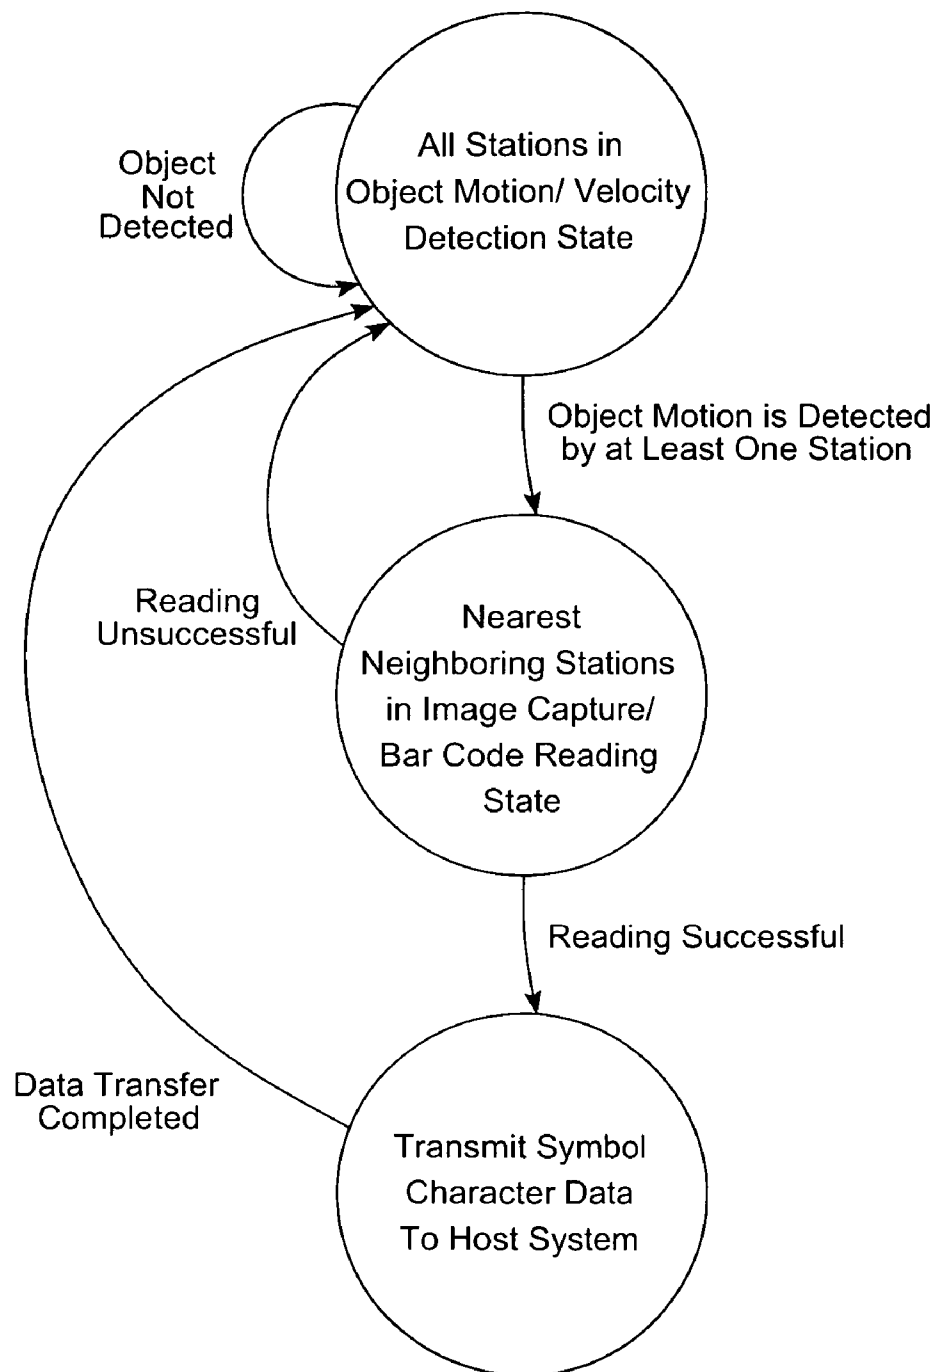 All Stations in
Object Motion/ Velocity
Detection State
Object
Not
Detected
Object Motion is Detected
by at Least One Station
Reading
Unsuccessful
Nearest
Neighboring Stations
in Image Capture/
Bar Code Reading
State
Reading Successful
Data Transfer
Completed
Transmit Symbol
Character Data
To Host System